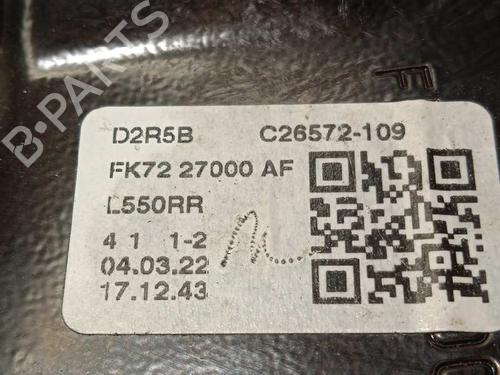 D2R5B C26572-109
FK72 27000 AF
L550RR
4 1 1-2
04.03.22
17.12.43
B-PARTS